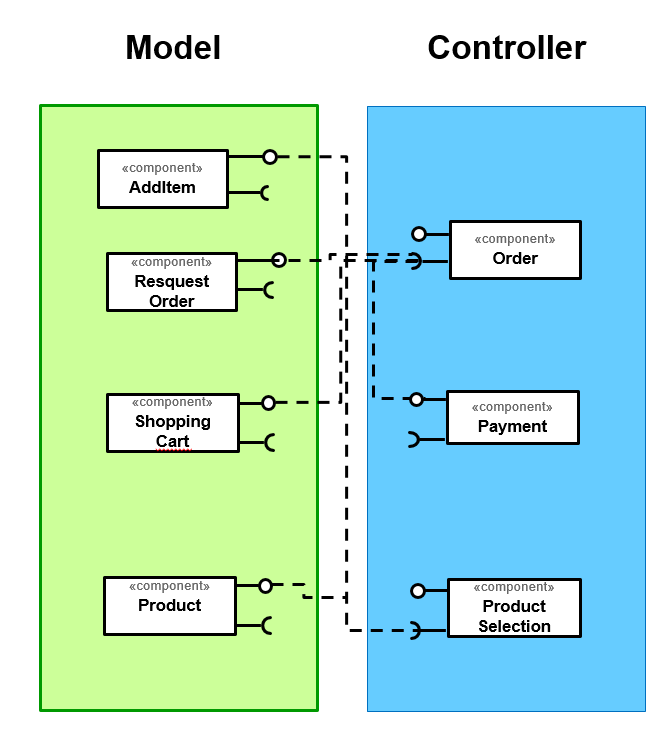 Model
Controller
«component»
AddItem
«component»
Resquest
Order
«component»
Shopping
Cart
«component»
Product
«component»
Order
«component»
Payment
«component»
Product
Selection